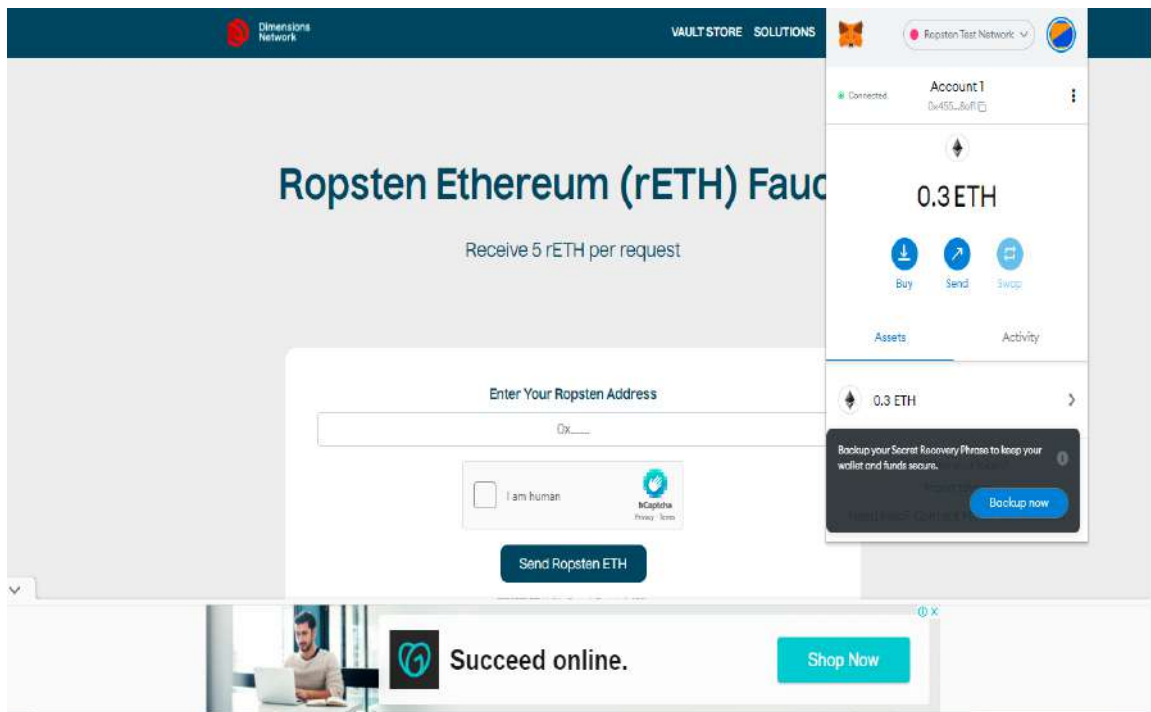 Dimensions
Network
VAULT STORE SOLUTIONS
Ropsten Test Network
Connected
Account 1
0.3 ETH
Buy
Send
Swap
Assets
Activity
0.3 ETH
Backup your Secret Recovery Phrase to keep your
wallet and funds secure.
Backup now
Ropsten Ethereum (rETH) Fauc
Receive 5 rETH per request
Enter Your Ropsten Address
0x.......
I am human
hCaptcha
Privacy - Terms
Send Ropsten ETH
Succeed online.
Shop Now